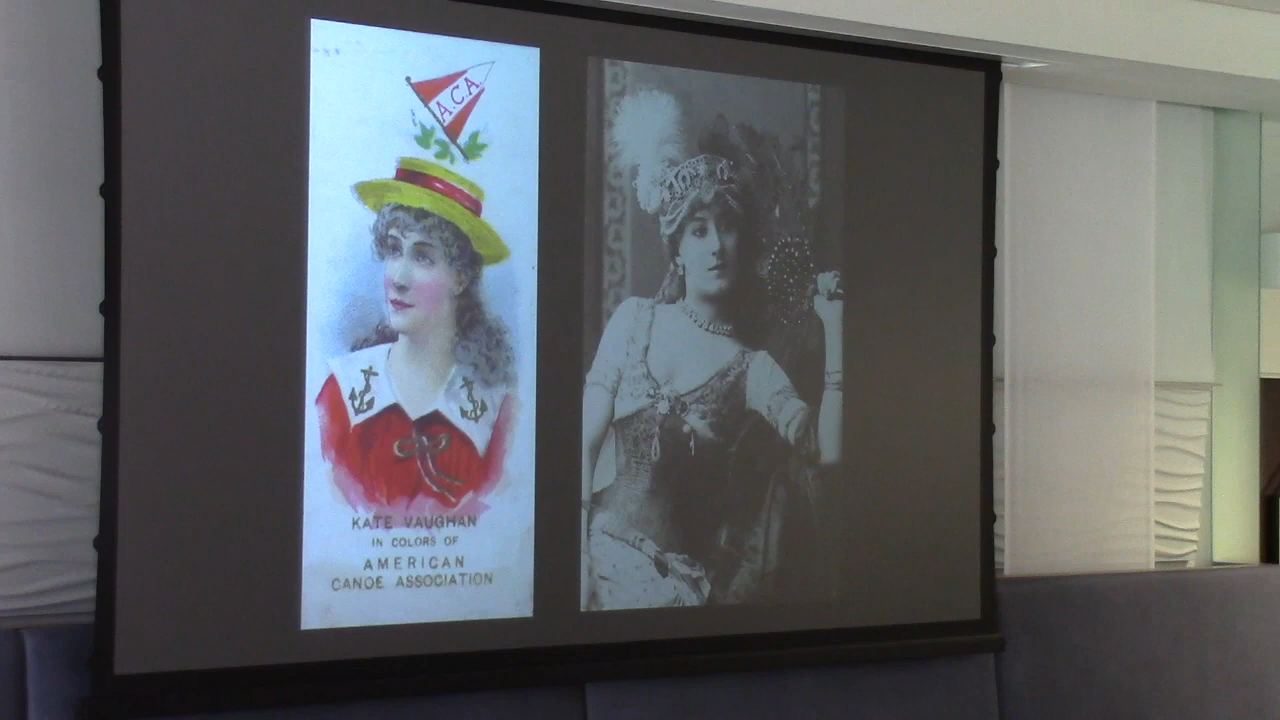 A.C.A.
KATE VAUGHAN
IN COLORS OF
AMERICAN
CANOE ASSOCIATION